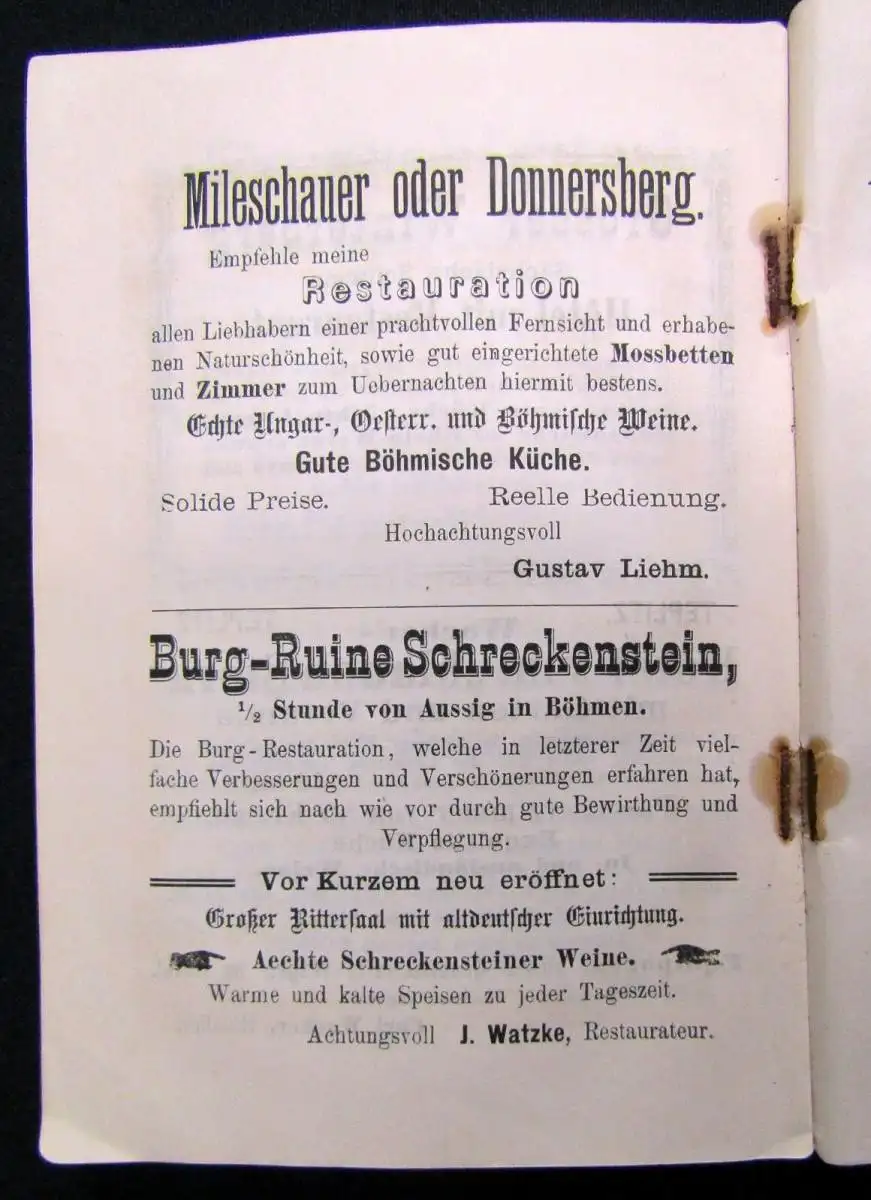 Mileschauer oder Donnersberg.
Empfehle meine
Restauration
allen Liebhabern einer prachtvollen Fernsicht und erhabe-
nen Naturschönheit, sowie gut eingerichtete Mossbetten
und Zimmer zum Uebernachten hiermit bestens.
Echte Ungar-, Oesterr. und Böhmische Weine.
Gute Böhmische Küche.
Solide Preise. Reelle Bedienung.
Hochachtungsvoll
Gustav Liehm.
Burg-Ruine Schreckenstein,
½ Stunde von Aussig in Böhmen.
Die Burg-Restauration, welche in letzterer Zeit viel-
fache Verbesserungen und Verschönerungen erfahren hat,
empfiehlt sich nach wie vor durch gute Bewirthung und
Verpflegung.
Vor Kurzem neu eröffnet:
Großer Rittersaal mit altdeutscher Einrichtung.
Aechte Schreckensteiner Weine.
Warme und kalte Speisen zu jeder Tageszeit.
Achtungsvoll J. Watzke, Restaurateur.